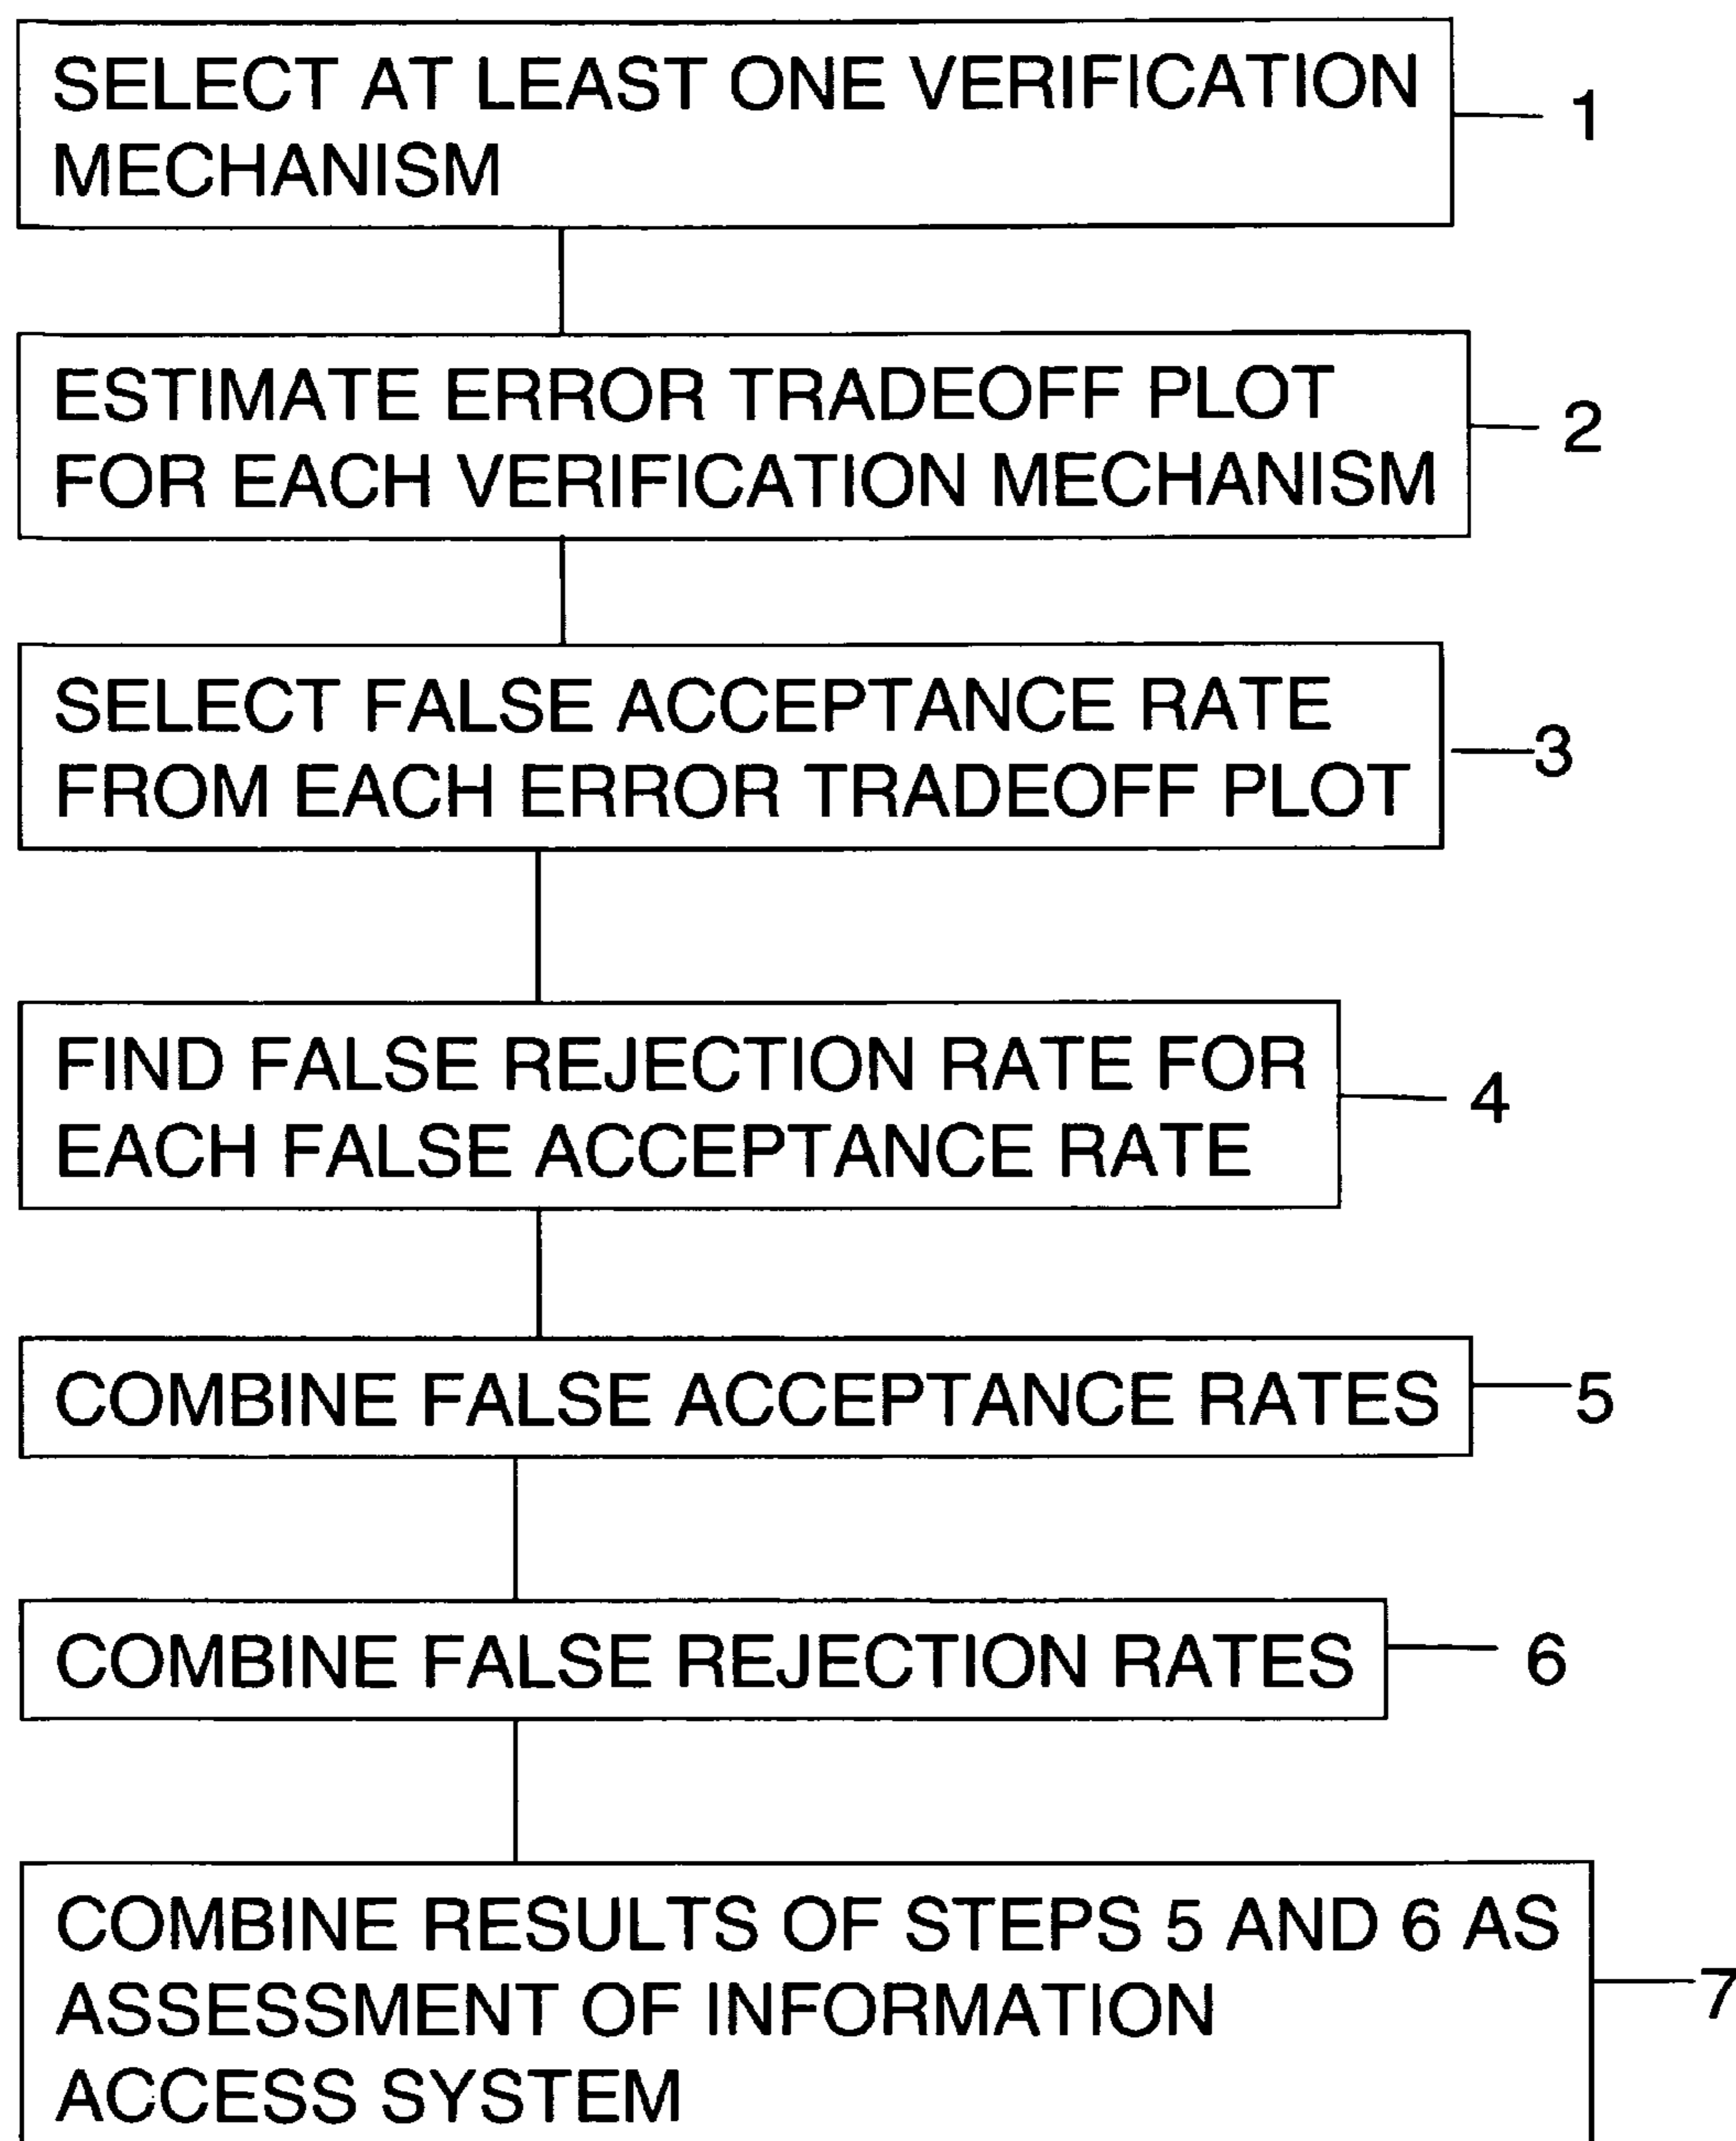 SELECT AT LEAST ONE VERIFICATION
MECHANISM
1
ESTIMATE ERROR TRADEOFF PLOT
FOR EACH VERIFICATION MECHANISM
2
SELECT FALSE ACCEPTANCE RATE
FROM EACH ERROR TRADEOFF PLOT
3
FIND FALSE REJECTION RATE FOR
EACH FALSE ACCEPTANCE RATE
4
COMBINE FALSE ACCEPTANCE RATES
5
COMBINE FALSE REJECTION RATES
6
COMBINE RESULTS OF STEPS 5 AND 6 AS
ASSESSMENT OF INFORMATION
ACCESS SYSTEM
7